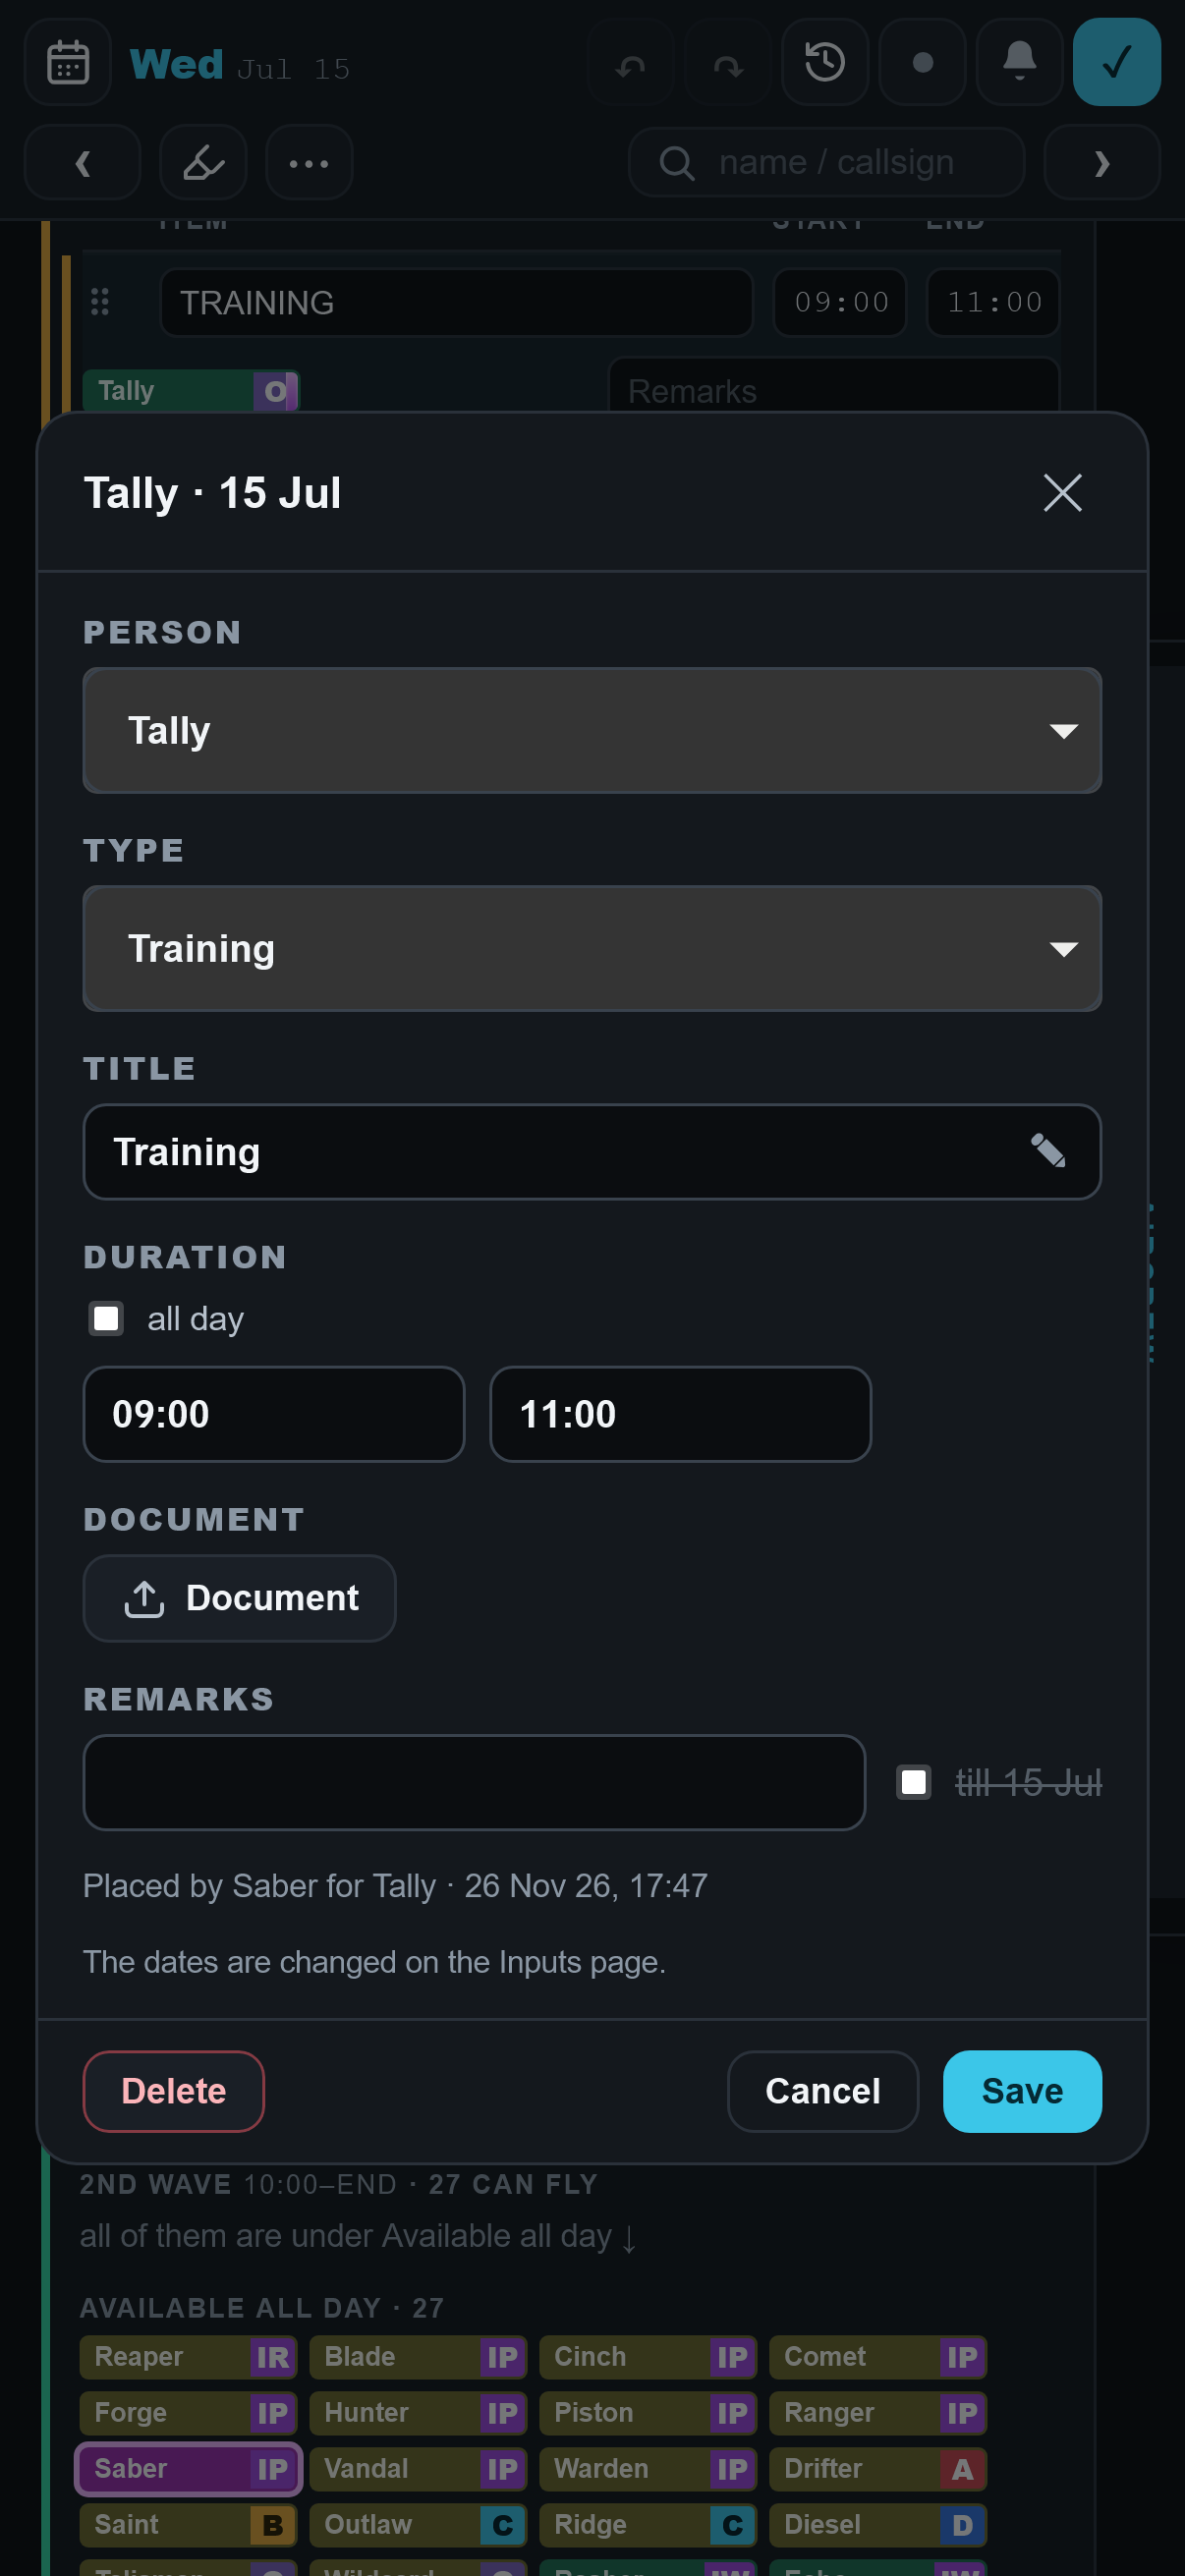 Wed Jul 15
name / callsign
ITEM START END
TRAINING 09:00 11:00
Tally O Remarks
Tally · 15 Jul
PERSON
Tally
TYPE
Training
TITLE
Training
DURATION
all day
09:00 11:00
DOCUMENT
Document
REMARKS
till 15 Jul
Placed by Saber for Tally · 26 Nov 26, 17:47
The dates are changed on the Inputs page.
Delete Cancel Save
2ND WAVE 10:00–END · 27 CAN FLY
all of them are under Available all day ↓
AVAILABLE ALL DAY · 27
Reaper IR Blade IP Cinch IP Comet IP
Forge IP Hunter IP Piston IP Ranger IP
Saber IP Vandal IP Warden IP Drifter A
Saint B Outlaw C Ridge C Diesel D